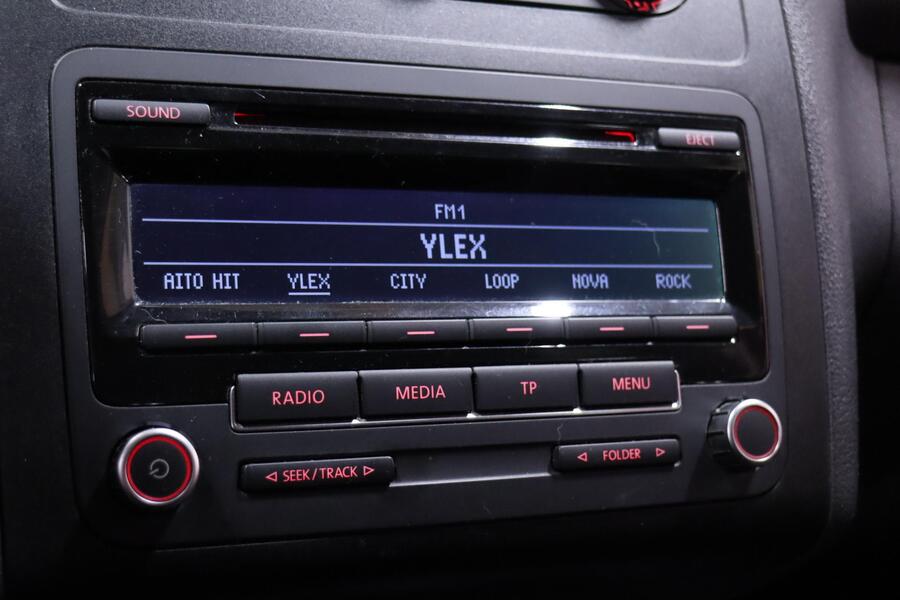 SOUND
EJECT
FM1
YLEX
AITO HIT YLEX CITY LOOP NOVA ROCK
RADIO MEDIA TP MENU
SEEK/TRACK FOLDER